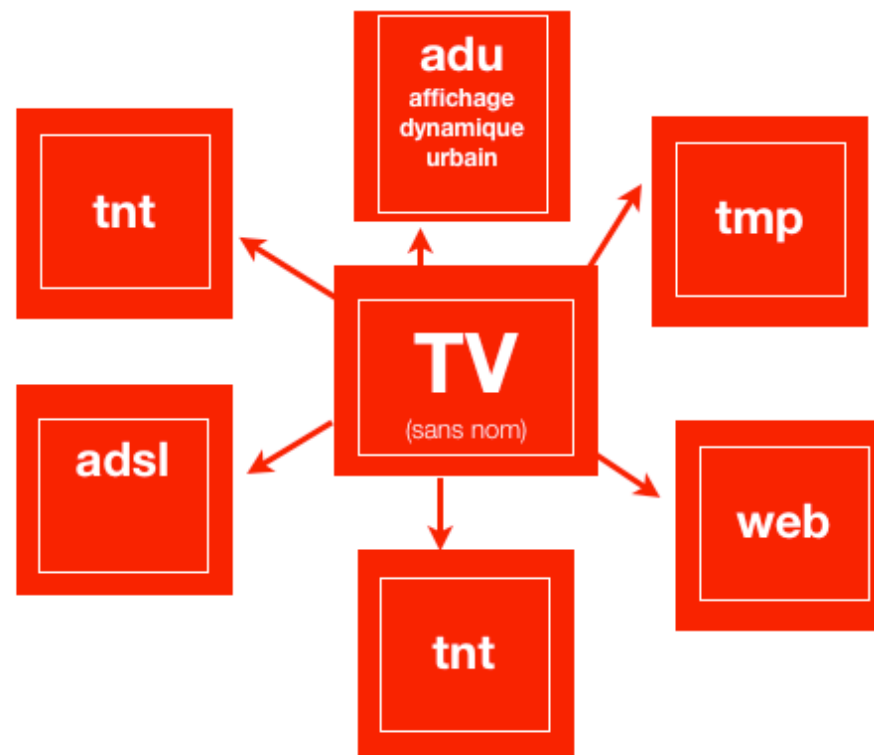 adu
affichage
dynamique
urbain
tnt
tmp
TV
(sans nom)
adsl
web
tnt